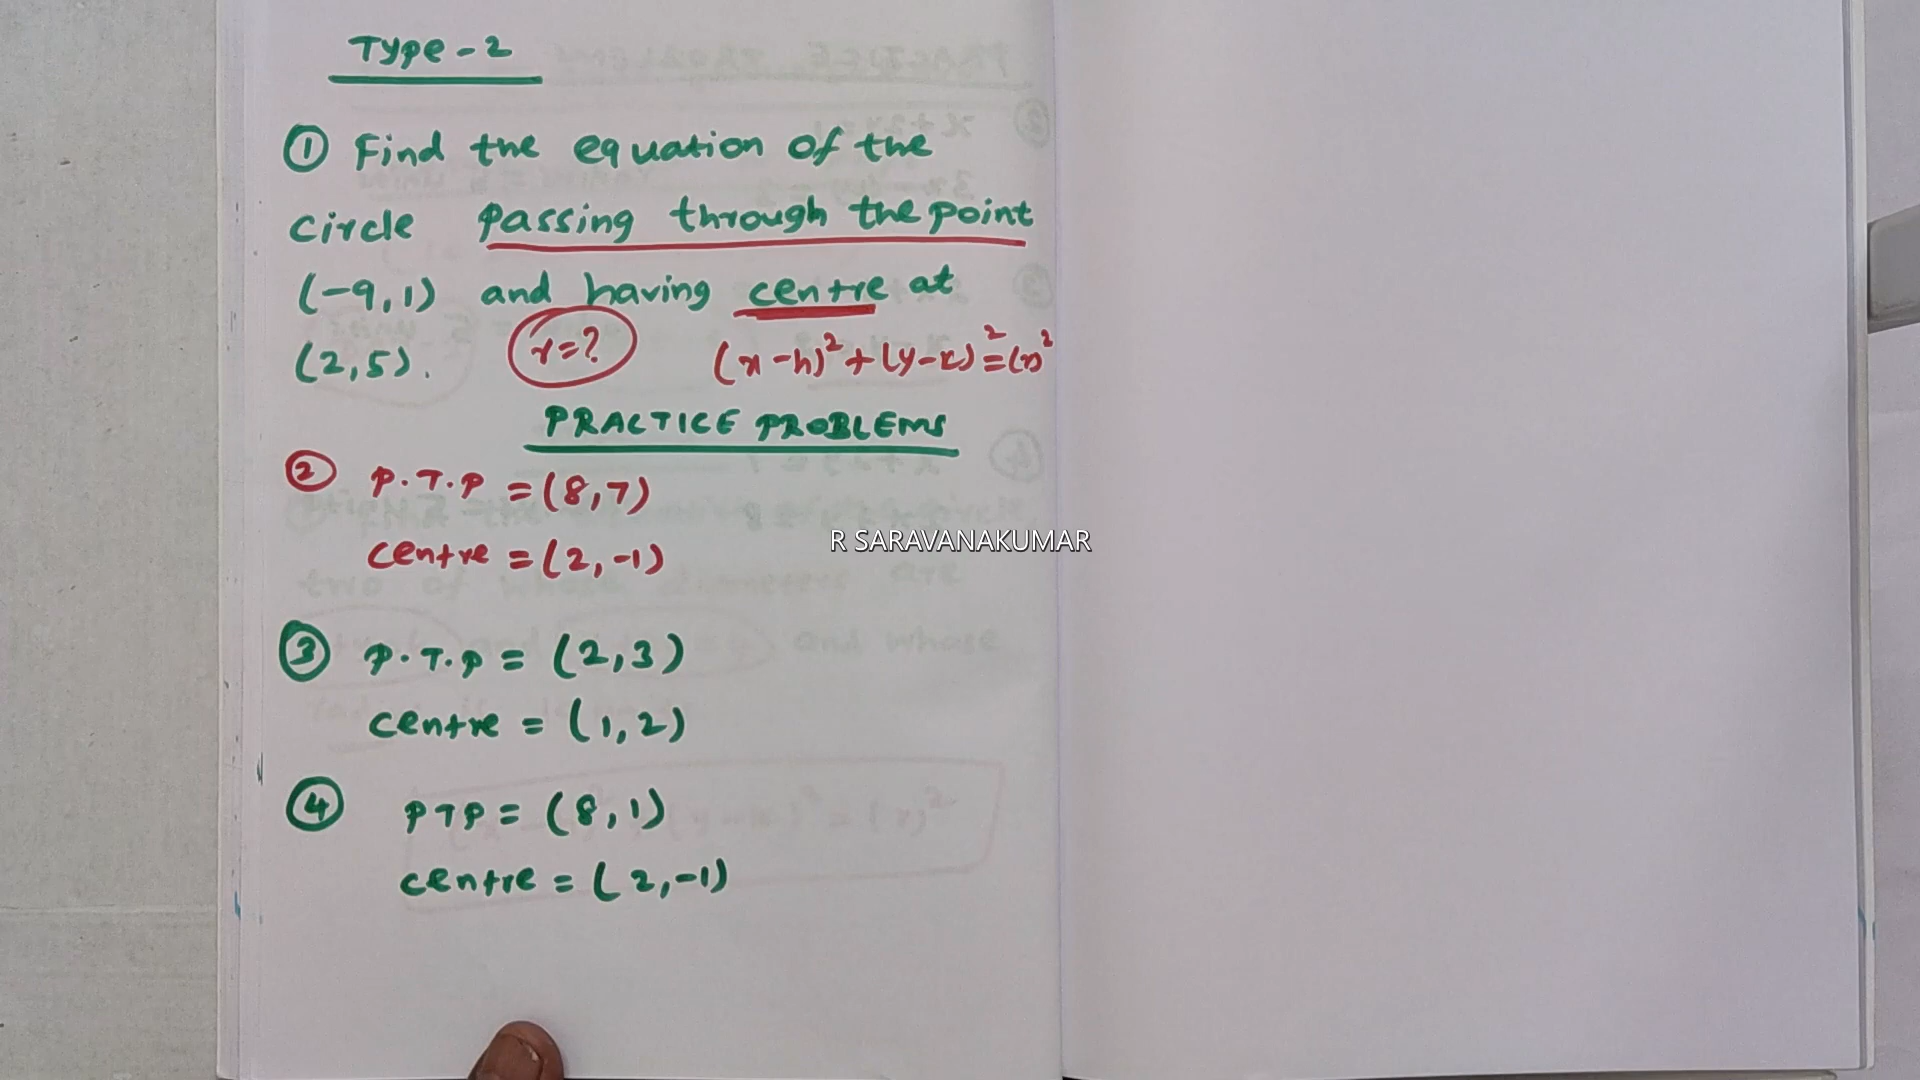 Type-2
① Find the equation of the
circle passing through the point
(-9,1) and having centre at
(2,5). r=? (x-h)²+(y-k)²=(r)²
PRACTICE PROBLEMS
② P.T.P =(8,7)
centre =(2,-1)
R SARAVANAKUMAR
③ P.T.P = (2,3)
centre = (1,2)
④ PTP = (8,1)
centre = (2,-1)